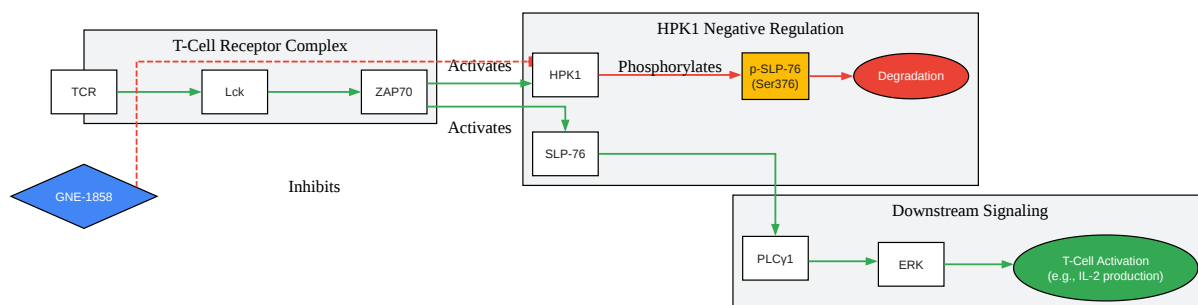 HPK1 Negative Regulation
T-Cell Receptor Complex
Activates
Phosphorylates
TCR
Lck
ZAP70
HPK1
p-SLP-76
(Ser376)
Degradation
Activates
SLP-76
GNE-1858
Inhibits
Downstream Signaling
PLCγ1
ERK
T-Cell Activation
(e.g., IL-2 production)